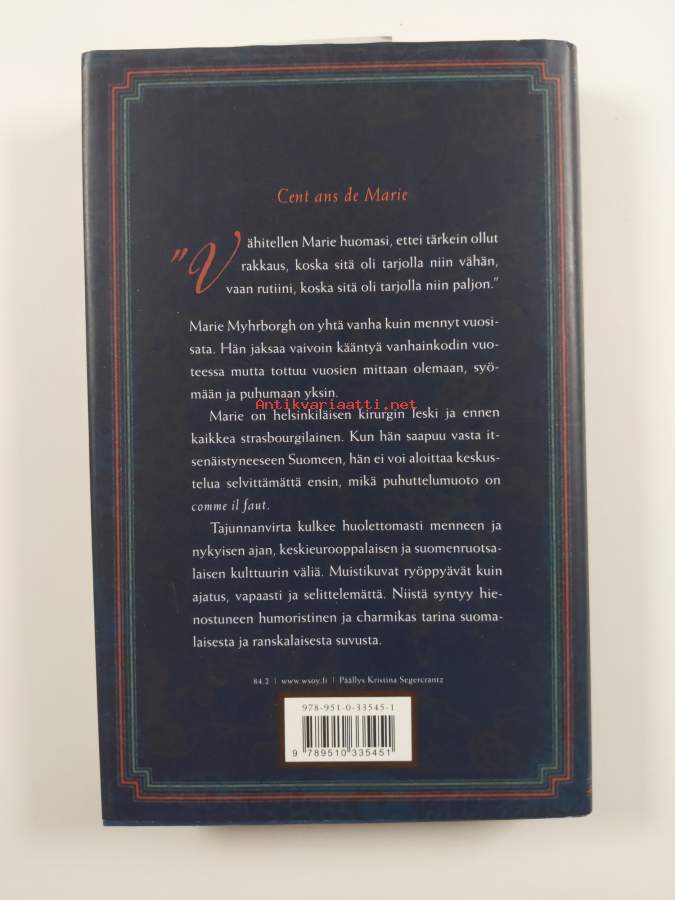 Cent ans de Marie
"Vähitellen Marie huomasi, ettei tärkein ollut
rakkaus, koska sitä oli tarjolla niin vähän,
vaan rutiini, koska sitä oli tarjolla niin paljon."
Marie Myhrborgh on yhtä vanha kuin mennyt vuosi-
sata. Hän jaksaa vaivoin kääntyä vanhainkodin vuo-
teessa mutta tottuu vuosien mittaan olemaan, syö-
mään ja puhumaan yksin.
Antikvariaatti.net
Marie on helsinkiläisen kirurgin leski ja ennen
kaikkea strasbourgilainen. Kun hän saapuu vasta it-
senäistyneeseen Suomeen, hän ei voi aloittaa keskus-
telua selvittämättä ensin, mikä puhuttelumuoto on
comme il faut.
Tajunnanvirta kulkee huolettomasti menneen ja
nykyisen ajan, keskieurooppalaisen ja suomenruotsa-
laisen kulttuurin väliä. Muistikuvat ryöppyävät kuin
ajatus, vapaasti ja selittelemättä. Niistä syntyy hie-
nostuneen humoristinen ja charmikas tarina suoma-
laisesta ja ranskalaisesta suvusta.
84.2 | www.wsoy.fi | Päällys Kristina Segercrantz
978-951-0-33545-1
9 789510 335451